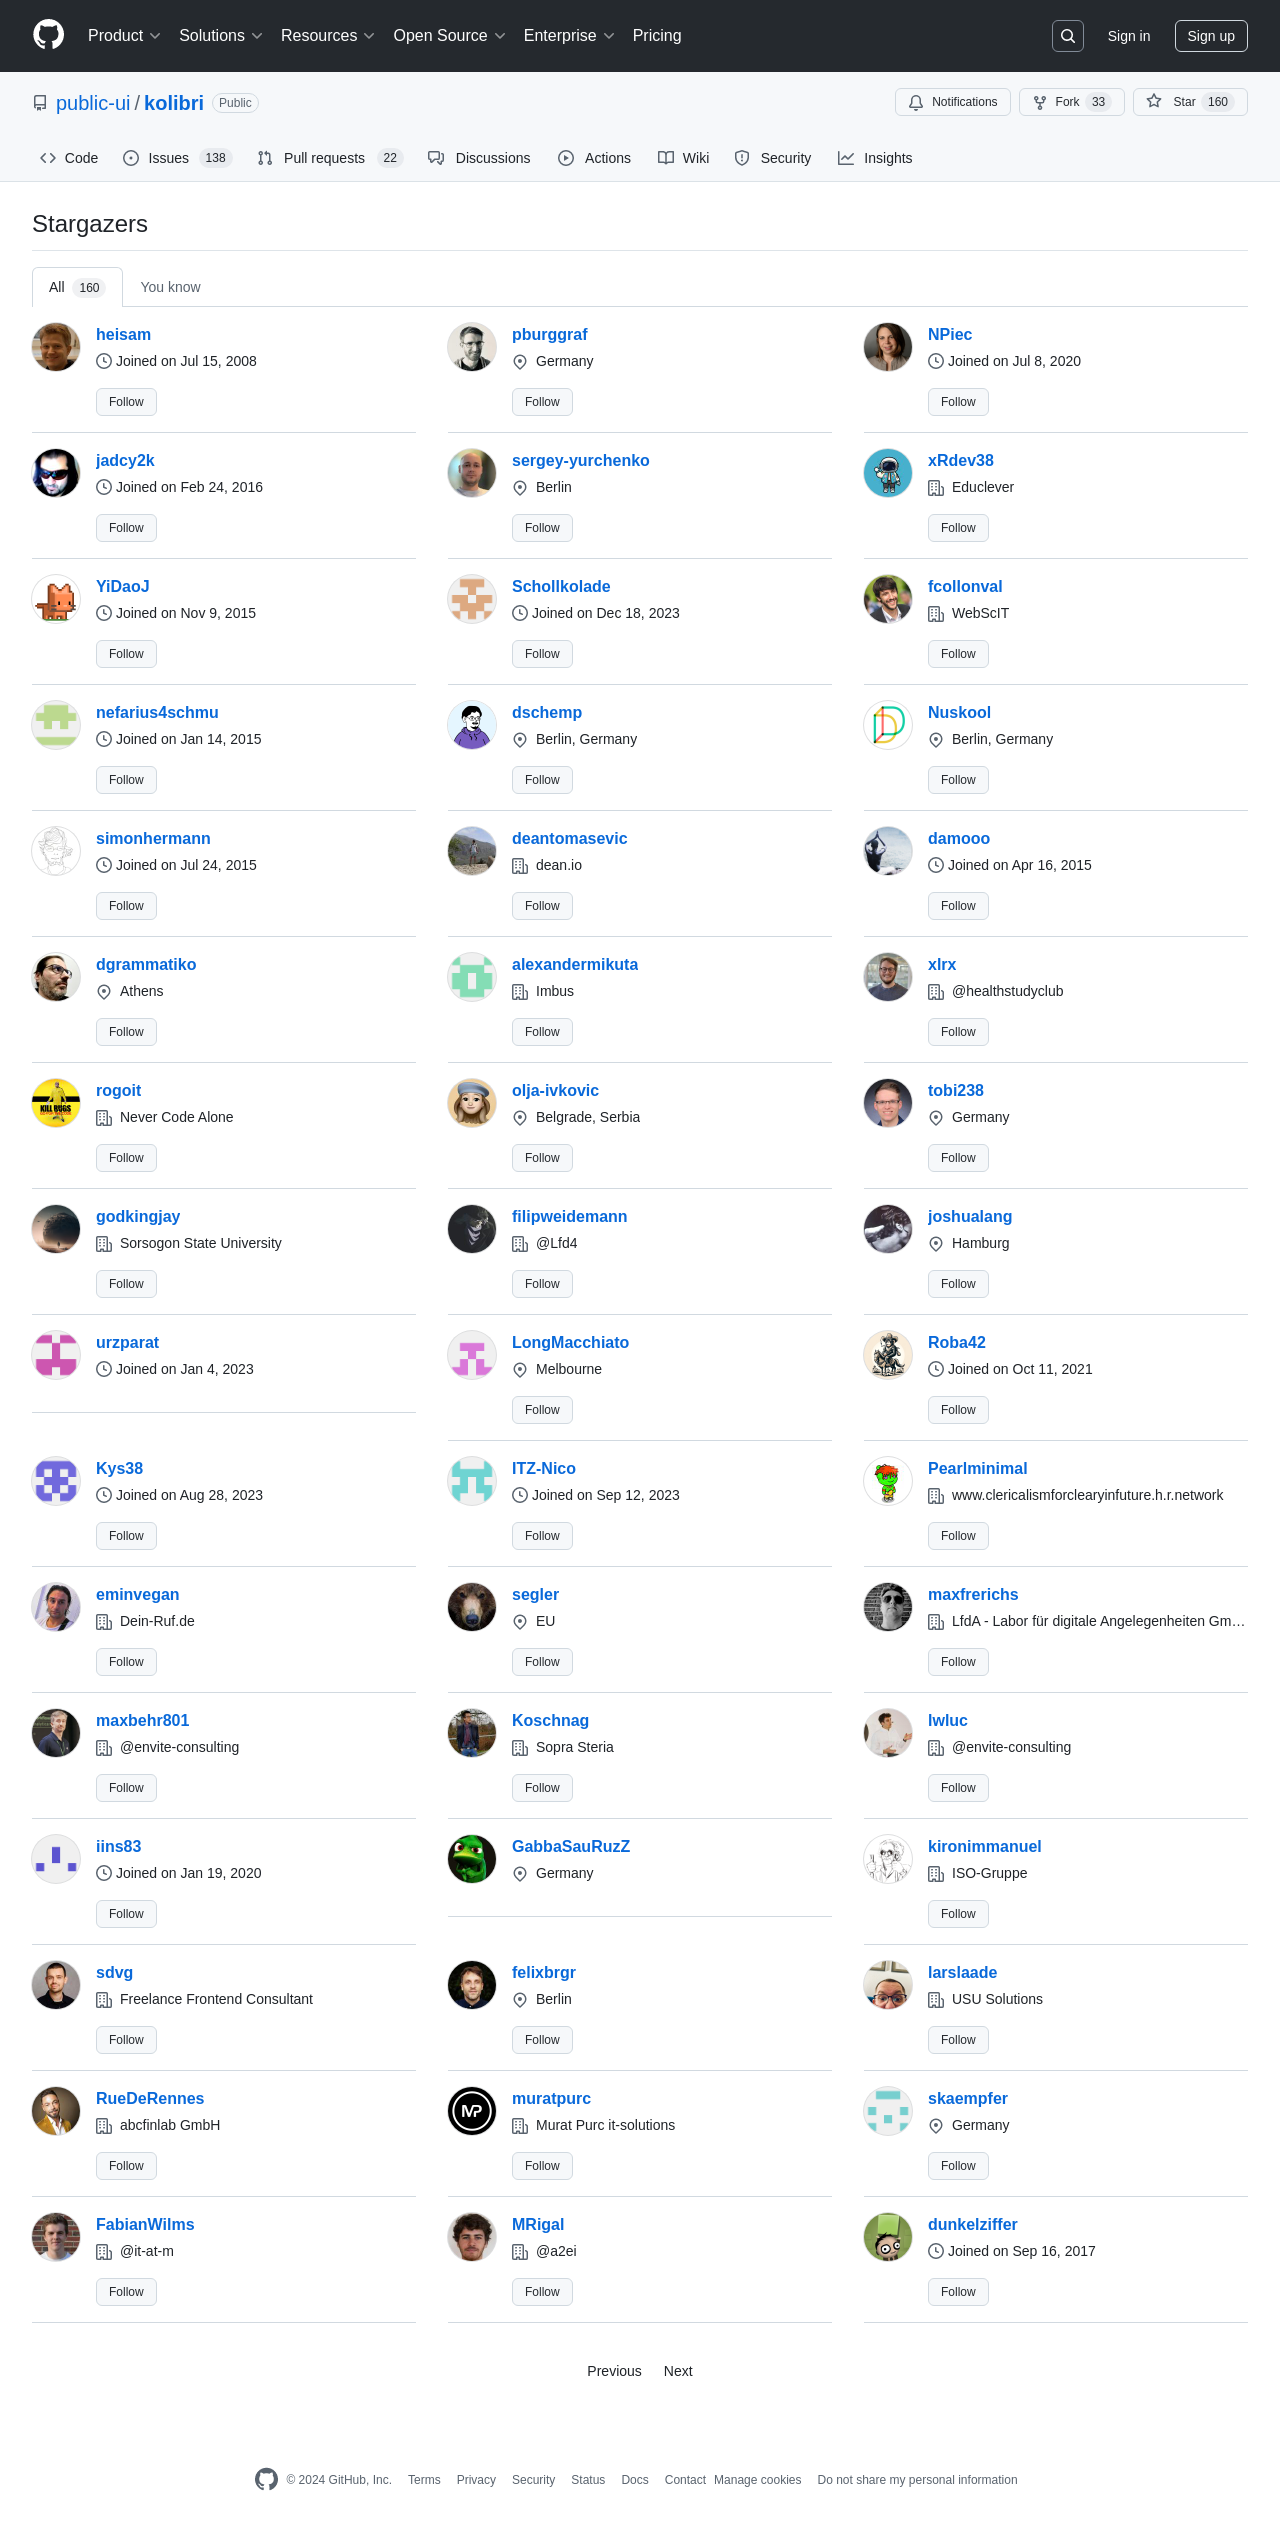 Product Solutions Resources Open Source Enterprise Pricing Sign in Sign up
public-ui / kolibri Public Notifications Fork 33 Star 160
Code Issues 138 Pull requests 22 Discussions Actions Wiki Security Insights
Stargazers
All 160 You know
heisam pburggraf NPiec
Joined on Jul 15, 2008 Germany Joined on Jul 8, 2020
Follow Follow Follow
jadcy2k sergey-yurchenko xRdev38
Joined on Feb 24, 2016 Berlin Educlever
Follow Follow Follow
YiDaoJ Schollkolade fcollonval
Joined on Nov 9, 2015 Joined on Dec 18, 2023 WebScIT
Follow Follow Follow
nefarius4schmu dschemp Nuskool
Joined on Jan 14, 2015 Berlin, Germany Berlin, Germany
Follow Follow Follow
simonhermann deantomasevic damooo
Joined on Jul 24, 2015 dean.io Joined on Apr 16, 2015
Follow Follow Follow
dgrammatiko alexandermikuta xlrx
Athens Imbus @healthstudyclub
Follow Follow Follow
rogoit olja-ivkovic tobi238
KILL BUGS
Never Code Alone Belgrade, Serbia Germany
Follow Follow Follow
godkingjay filipweidemann joshualang
Sorsogon State University @Lfd4 Hamburg
Follow Follow Follow
urzparat LongMacchiato Roba42
Joined on Jan 4, 2023 Melbourne Joined on Oct 11, 2021
Follow Follow
Kys38 ITZ-Nico Pearlminimal
Joined on Aug 28, 2023 Joined on Sep 12, 2023 www.clericalismforclearyinfuture.h.r.network
Follow Follow Follow
eminvegan segler maxfrerichs
Dein-Ruf.de EU LfdA - Labor für digitale Angelegenheiten Gm…
Follow Follow Follow
maxbehr801 Koschnag lwluc
@envite-consulting Sopra Steria @envite-consulting
Follow Follow Follow
iins83 GabbaSauRuzZ kironimmanuel
Joined on Jan 19, 2020 Germany ISO-Gruppe
Follow Follow
sdvg felixbrgr larslaade
Freelance Frontend Consultant Berlin USU Solutions
Follow Follow Follow
RueDeRennes muratpurc skaempfer
MP
abcfinlab GmbH Murat Purc it-solutions Germany
Follow Follow Follow
FabianWilms MRigal dunkelziffer
@it-at-m @a2ei Joined on Sep 16, 2017
Follow Follow Follow
Previous Next
© 2024 GitHub, Inc. Terms Privacy Security Status Docs Contact Manage cookies Do not share my personal information